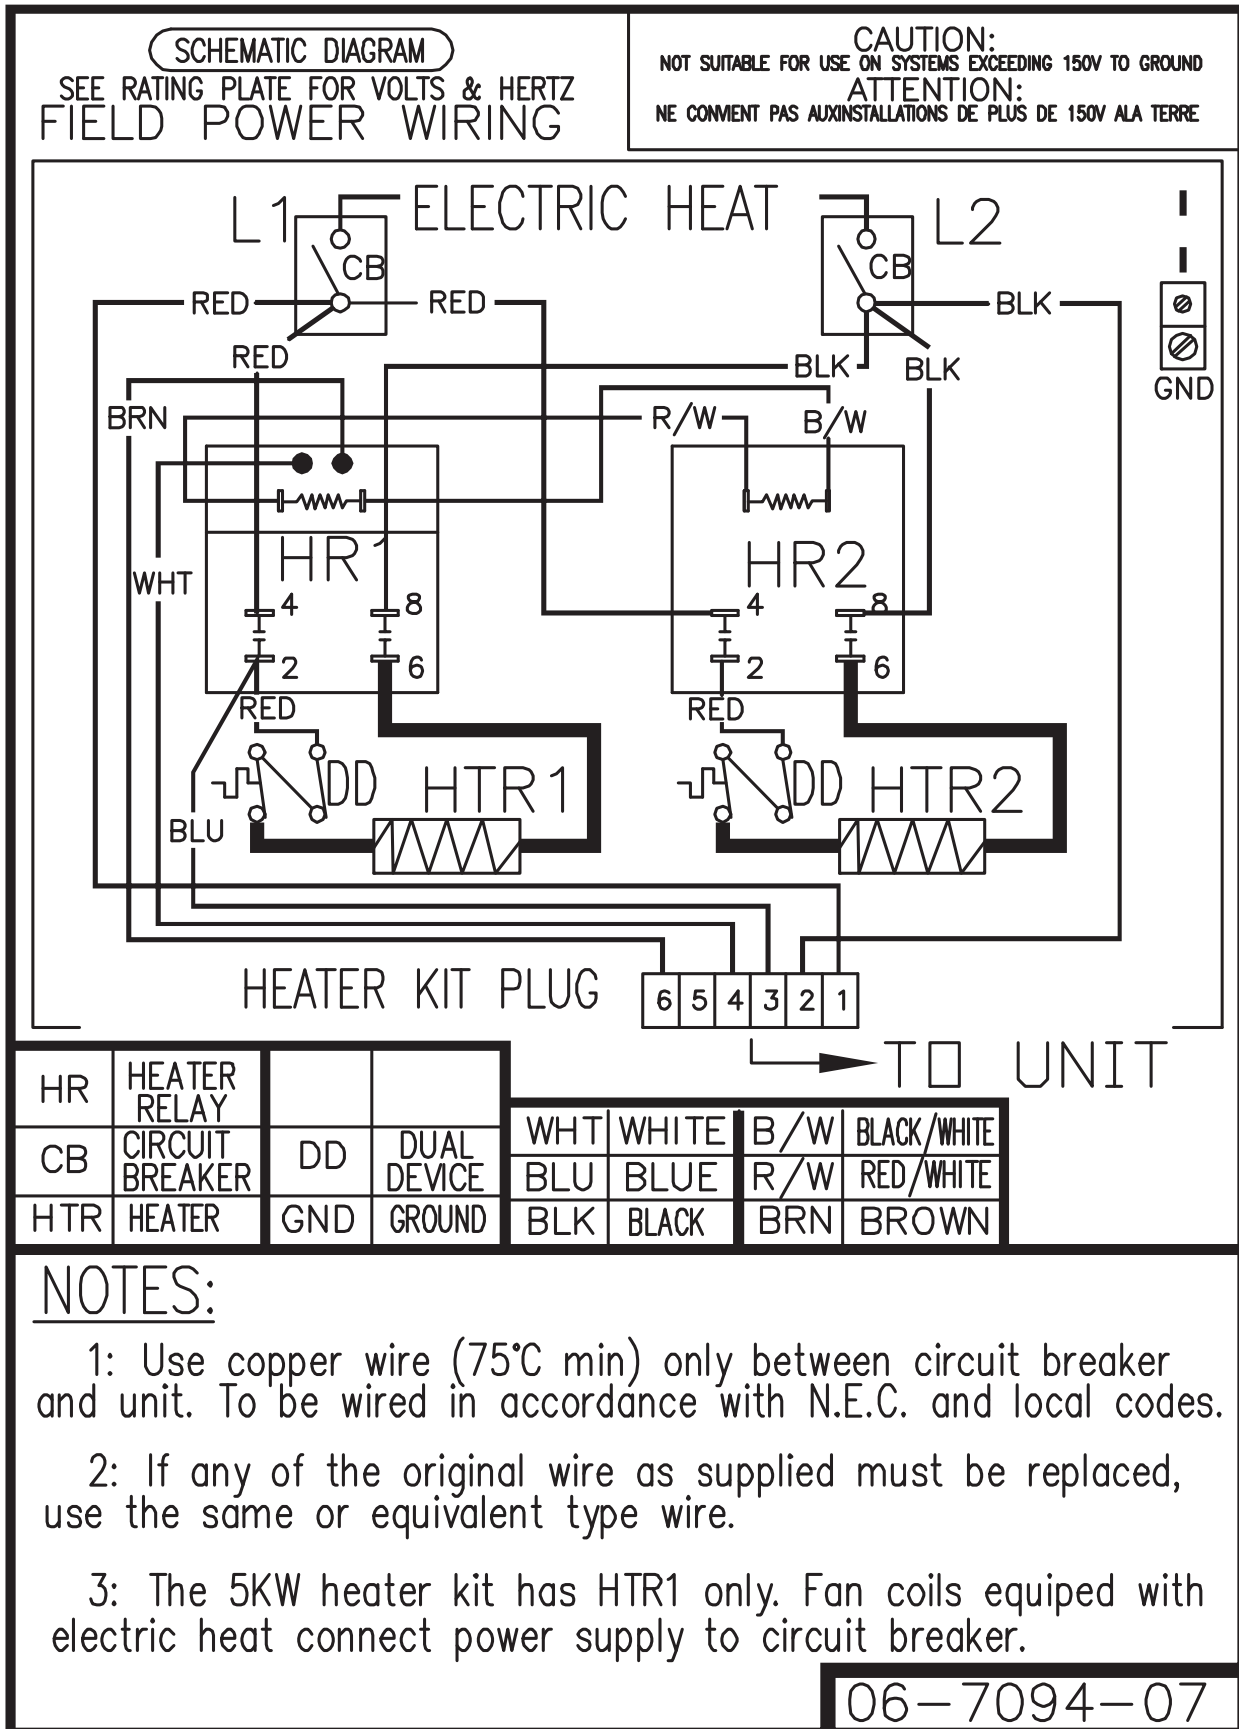 SCHEMATIC DIAGRAM
SEE RATING PLATE FOR VOLTS & HERTZ
FIELD POWER WIRING
CAUTION:
NOT SUITABLE FOR USE ON SYSTEMS EXCEEDING 150V TO GROUND
ATTENTION:
NE CONVIENT PAS AUXINSTALLATIONS DE PLUS DE 150V ALA TERRE
L1 ELECTRIC HEAT L2
CB CB
RED RED BLK
RED BLK BLK GND
BRN R/W B/W
HR1 HR2
WHT
4 8 4 8
2 6 2 6
RED RED
DD HTR1 DD HTR2
BLU
HEATER KIT PLUG 6 5 4 3 2 1
TO UNIT
HR HEATER RELAY
CB CIRCUIT BREAKER DD DUAL DEVICE
HTR HEATER GND GROUND
WHT WHITE B/W BLACK/WHITE
BLU BLUE R/W RED/WHITE
BLK BLACK BRN BROWN
NOTES:
1: Use copper wire (75°C min) only between circuit breaker
and unit. To be wired in accordance with N.E.C. and local codes.
2: If any of the original wire as supplied must be replaced,
use the same or equivalent type wire.
3: The 5KW heater kit has HTR1 only. Fan coils equiped with
electric heat connect power supply to circuit breaker.
06-7094-07